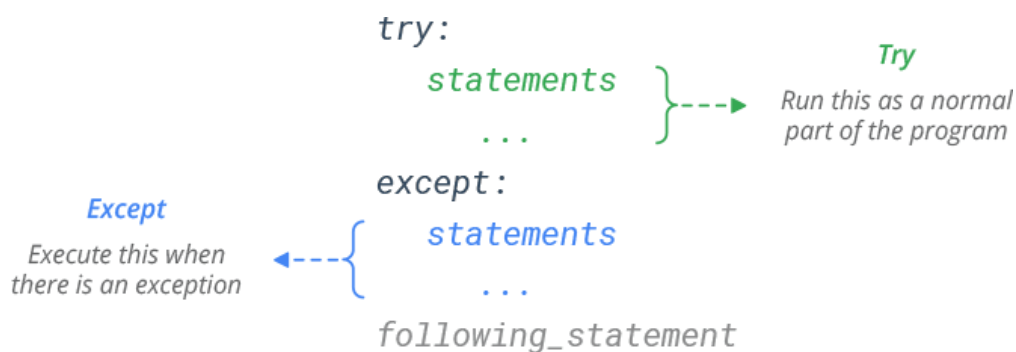 try:
statements
...
except:
statements
...
following_statement
Try
Run this as a normal
part of the program
Except
Execute this when
there is an exception